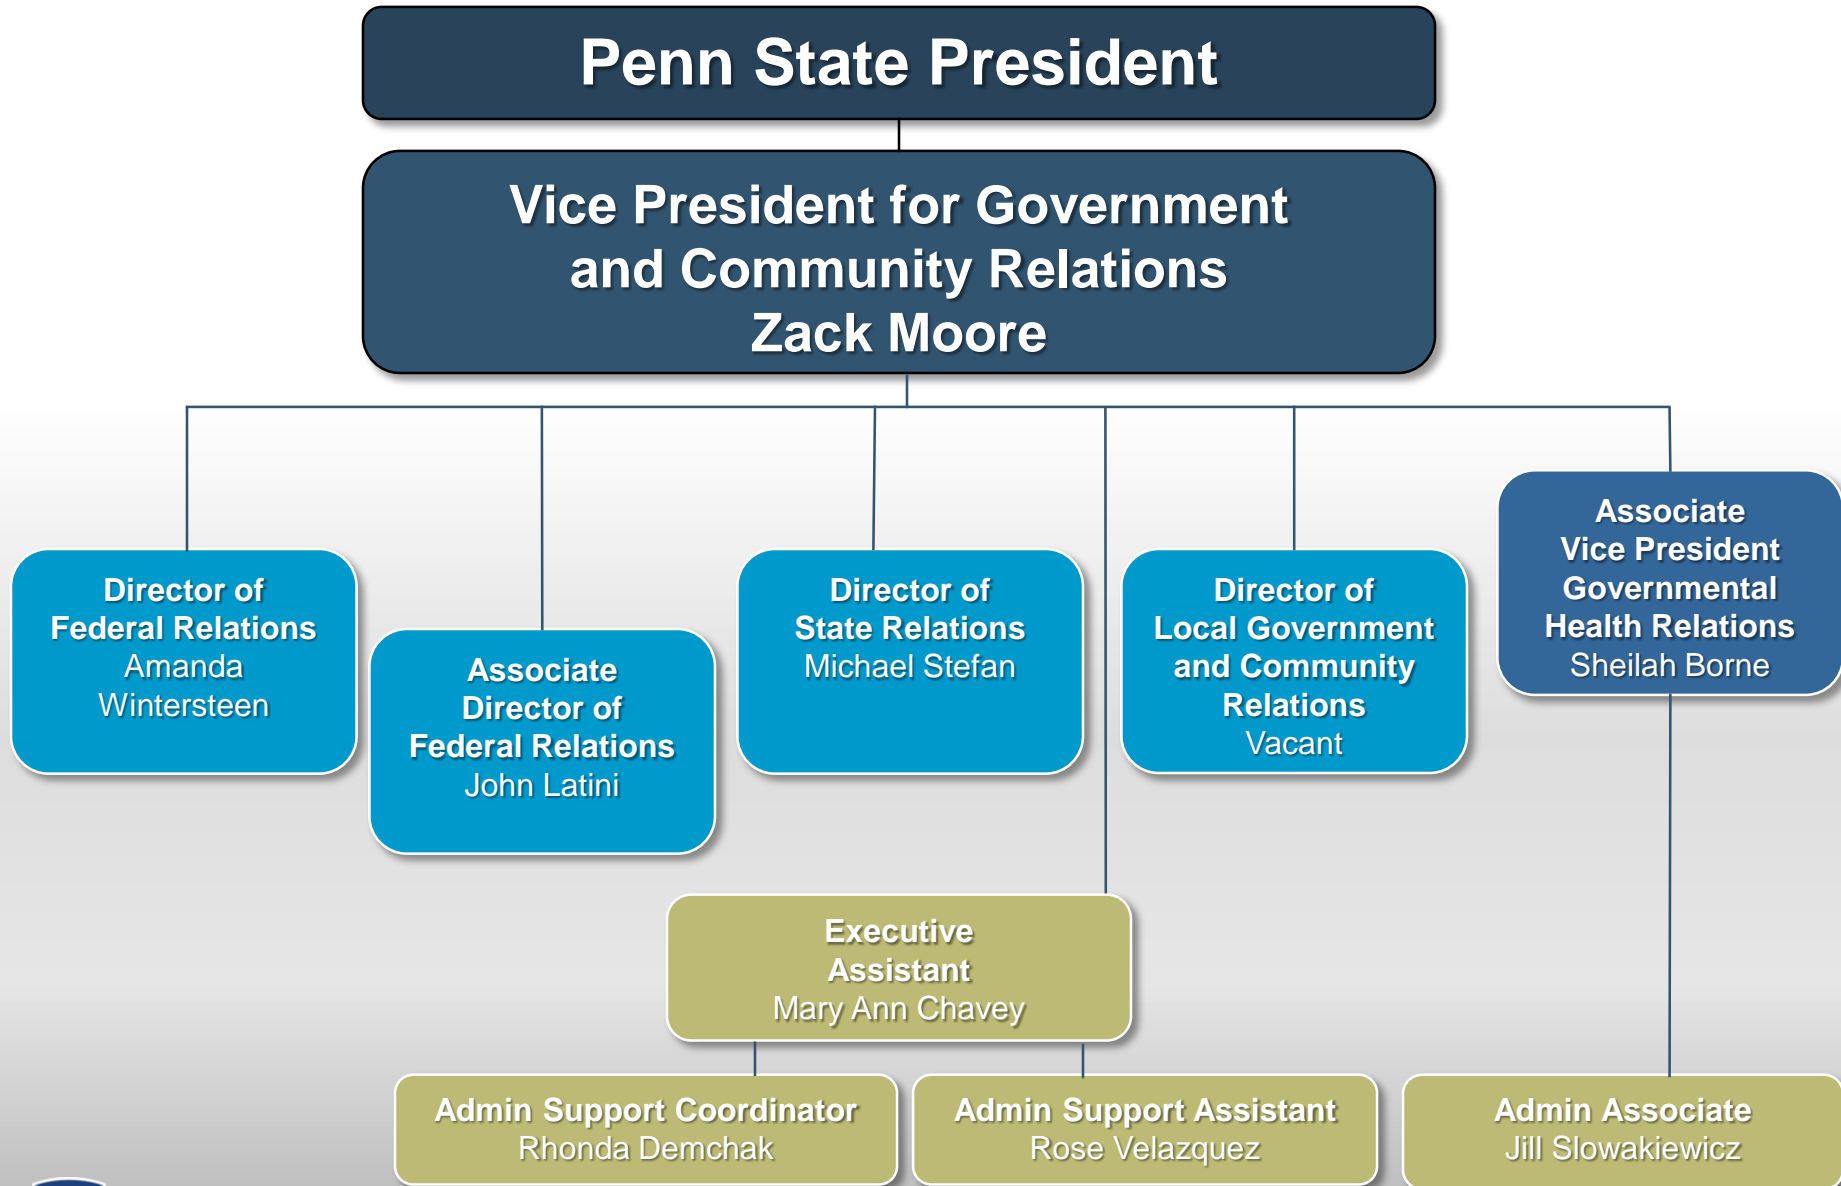 Penn State President
Vice President for Government
and Community Relations
Zack Moore
Director of
Federal Relations
Amanda
Wintersteen
Associate
Director of
Federal Relations
John Latini
Director of
State Relations
Michael Stefan
Director of
Local Government
and Community
Relations
Vacant
Associate
Vice President
Governmental
Health Relations
Sheilah Borne
Executive
Assistant
Mary Ann Chavey
Admin Support Coordinator
Rhonda Demchak
Admin Support Assistant
Rose Velazquez
Admin Associate
Jill Slowakiewicz